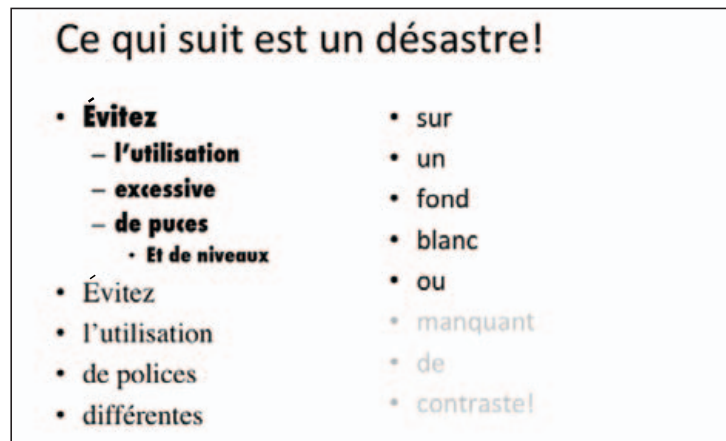 Ce qui suit est un désastre!
• Évitez
– l'utilisation
– excessive
– de puces
• Et de niveaux
• Évitez
• l'utilisation
• de polices
• différentes
• sur
• un
• fond
• blanc
• ou
• manquant
• de
• contraste!